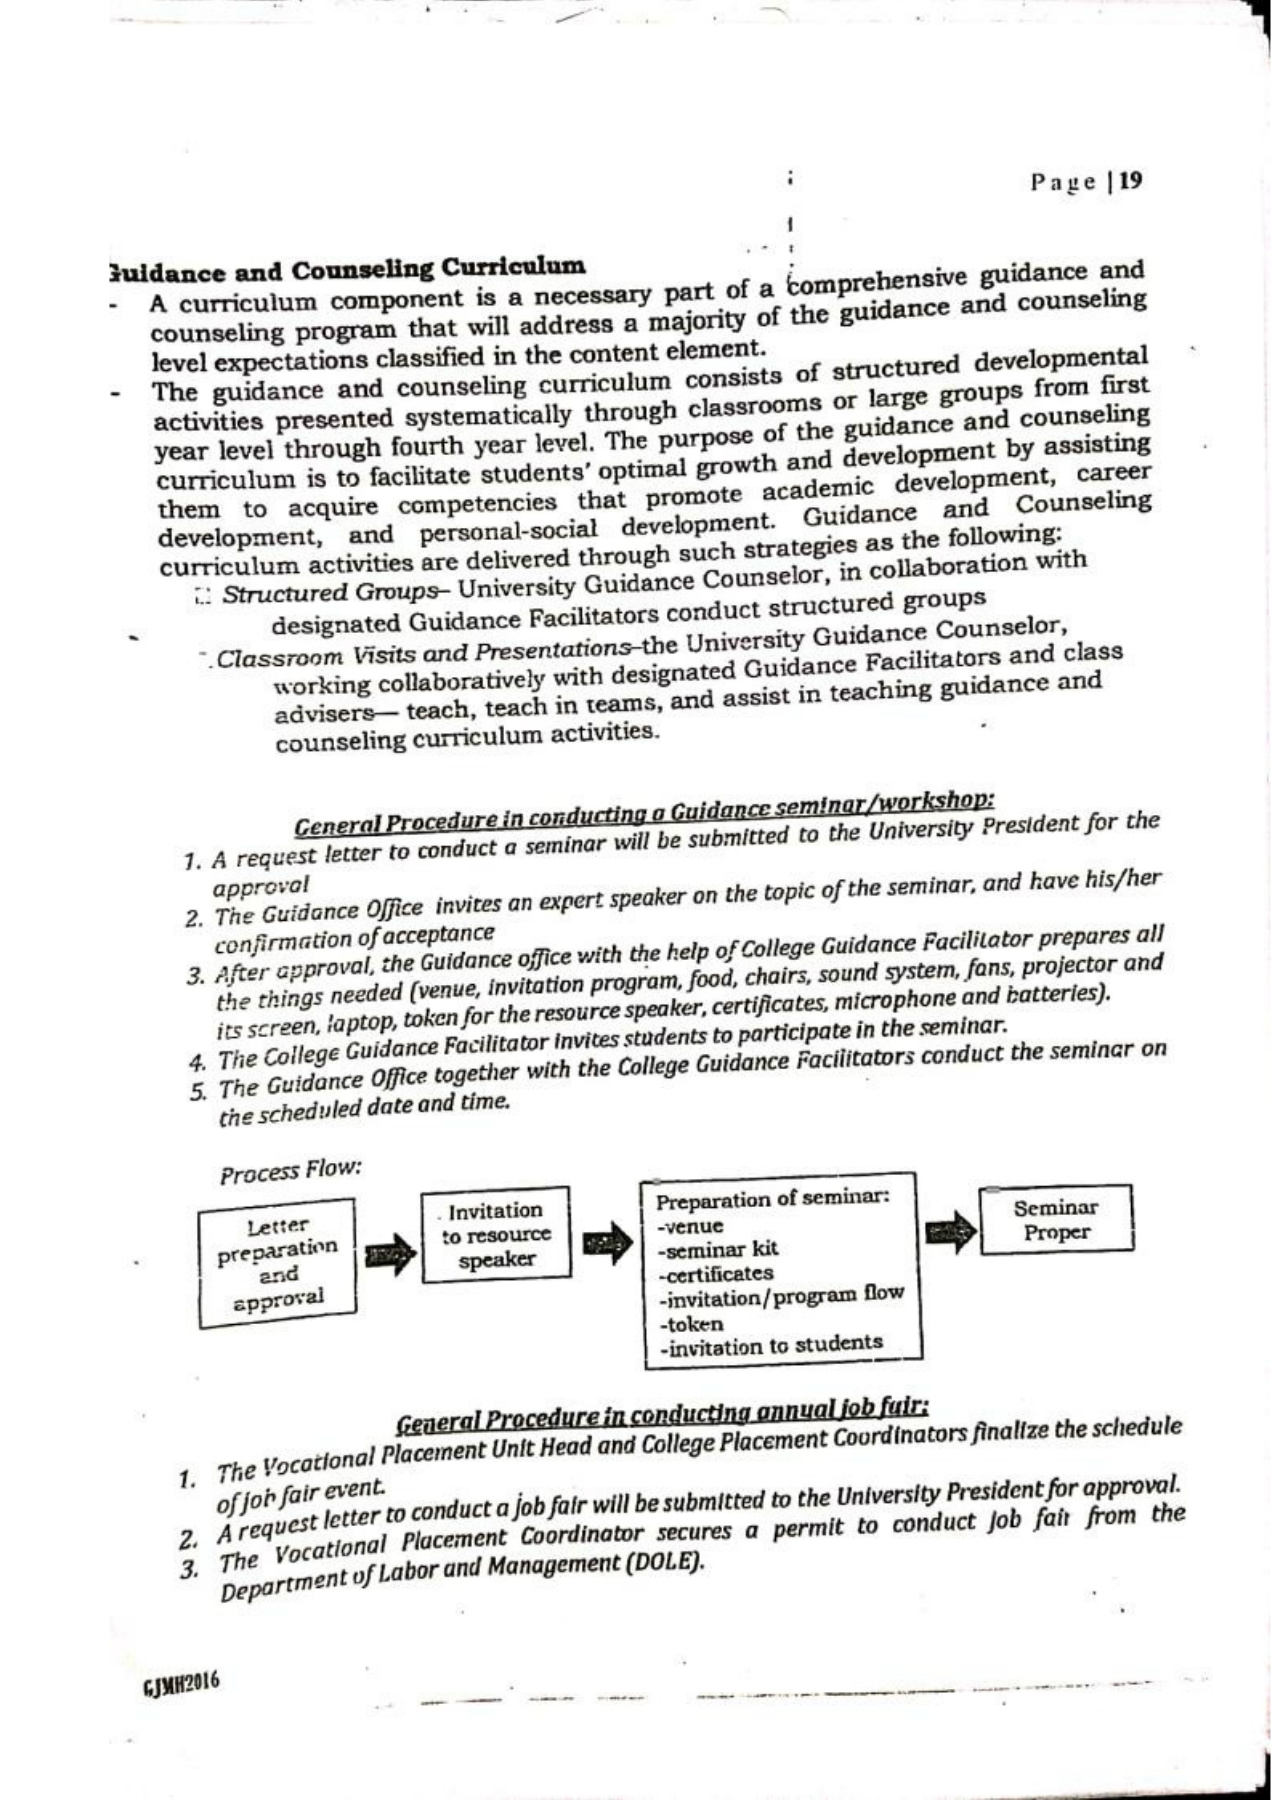 Page | 19
Guidance and Counseling Curriculum
- A curriculum component is a necessary part of a comprehensive guidance and
counseling program that will address a majority of the guidance and counseling
level expectations classified in the content element.
- The guidance and counseling curriculum consists of structured developmental
activities presented systematically through classrooms or large groups from first
year level through fourth year level. The purpose of the guidance and counseling
curriculum is to facilitate students' optimal growth and development by assisting
them to acquire competencies that promote academic development, career
development, and personal-social development. Guidance and Counseling
curriculum activities are delivered through such strategies as the following:
Structured Groups– University Guidance Counselor, in collaboration with
designated Guidance Facilitators conduct structured groups
Classroom Visits and Presentations–the University Guidance Counselor,
working collaboratively with designated Guidance Facilitators and class
advisers— teach, teach in teams, and assist in teaching guidance and
counseling curriculum activities.
General Procedure in conducting a Guidance seminar/workshop:
1. A request letter to conduct a seminar will be submitted to the University President for the
approval
2. The Guidance Office invites an expert speaker on the topic of the seminar, and have his/her
confirmation of acceptance
3. After approval, the Guidance office with the help of College Guidance Facilitator prepares all
the things needed (venue, invitation program, food, chairs, sound system, fans, projector and
its screen, laptop, token for the resource speaker, certificates, microphone and batteries).
4. The College Guidance Facilitator invites students to participate in the seminar.
5. The Guidance Office together with the College Guidance Facilitators conduct the seminar on
the scheduled date and time.
Process Flow:
Letter
preparation
and
approval
Invitation
to resource
speaker
Preparation of seminar:
-venue
-seminar kit
-certificates
-invitation/program flow
-token
-invitation to students
Seminar
Proper
General Procedure in conducting annual job fair:
1. The Vocational Placement Unit Head and College Placement Coordinators finalize the schedule
of job fair event.
2. A request letter to conduct a job fair will be submitted to the University President for approval.
3. The Vocational Placement Coordinator secures a permit to conduct Job fair from the
Department of Labor and Management (DOLE).
GJMH2016